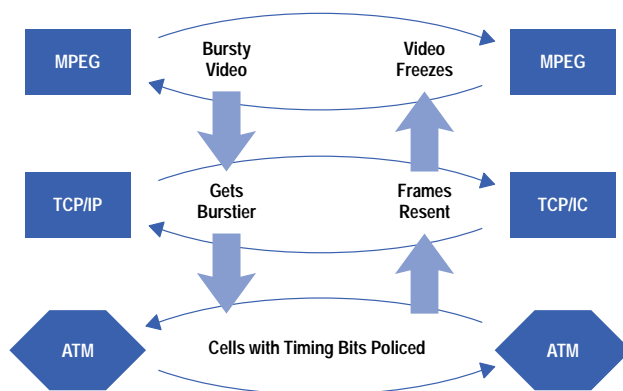 MPEG
Bursty
Video
Video
Freezes
MPEG
TCP/IP
Gets
Burstier
Frames
Resent
TCP/IC
ATM
Cells with Timing Bits Policed
ATM